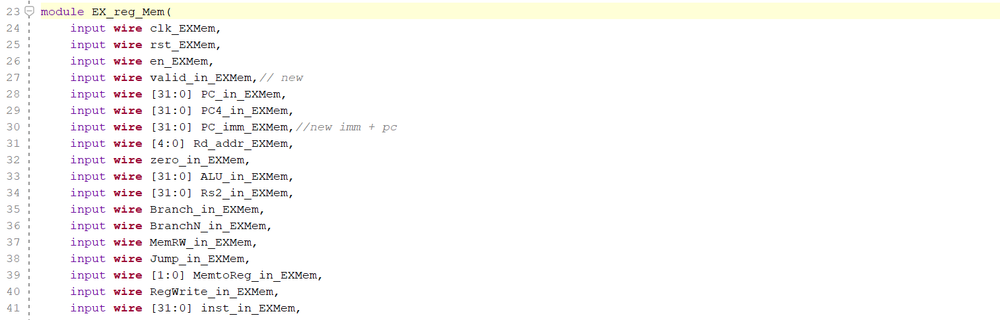 23 module EX_reg_Mem(
24 input wire clk_EXMem,
25 input wire rst_EXMem,
26 input wire en_EXMem,
27 input wire valid_in_EXMem,// new
28 input wire [31:0] PC_in_EXMem,
29 input wire [31:0] PC4_in_EXMem,
30 input wire [31:0] PC_imm_EXMem,//new imm + pc
31 input wire [4:0] Rd_addr_EXMem,
32 input wire zero_in_EXMem,
33 input wire [31:0] ALU_in_EXMem,
34 input wire [31:0] Rs2_in_EXMem,
35 input wire Branch_in_EXMem,
36 input wire BranchN_in_EXMem,
37 input wire MemRW_in_EXMem,
38 input wire Jump_in_EXMem,
39 input wire [1:0] MemtoReg_in_EXMem,
40 input wire RegWrite_in_EXMem,
41 input wire [31:0] inst_in_EXMem,